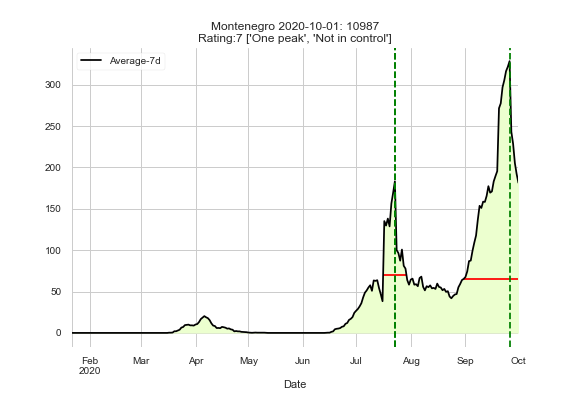 Montenegro 2020-10-01: 10987
Rating:7 ['One peak', 'Not in control']
Average-7d
300
250
200
150
100
50
0
Feb Mar Apr May Jun Jul Aug Sep Oct
2020
Date